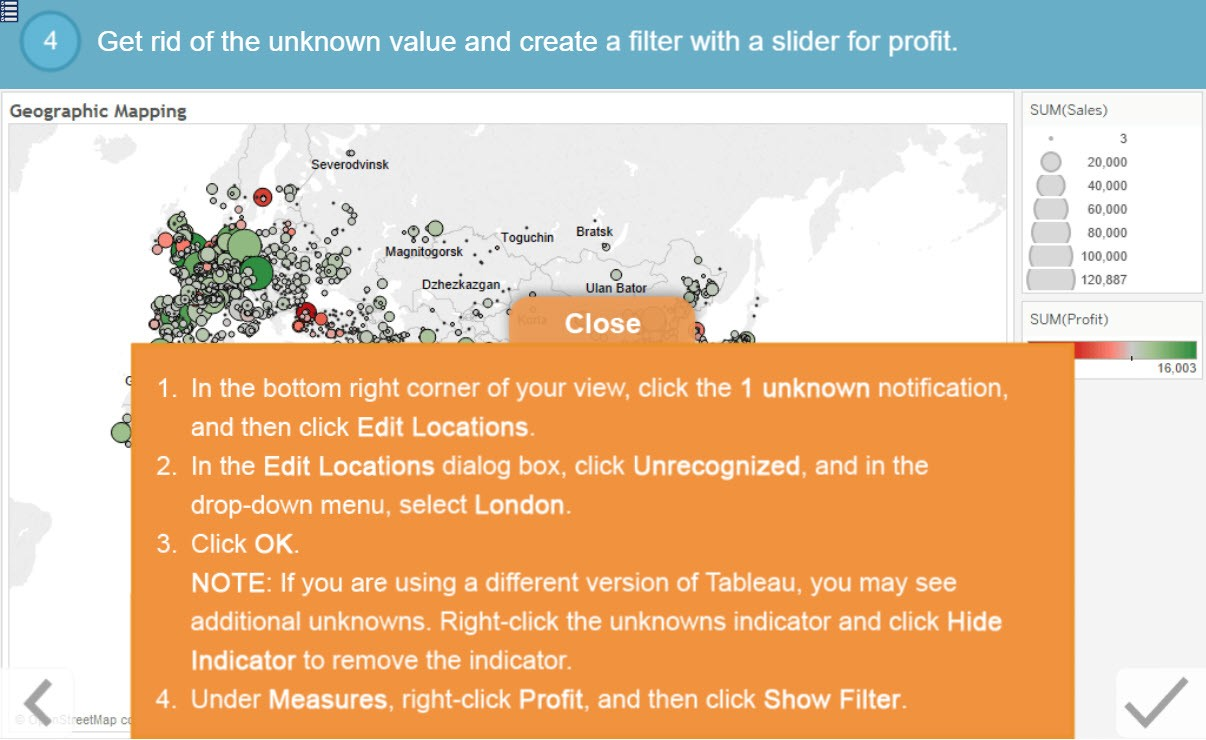 4
Get rid of the unknown value and create a filter with a slider for profit.
Geographic Mapping
Severodvinsk
Magnitogorsk
Toguchin
Bratsk
Dzhezkazgan
Ulan Bator
Korla
SUM(Sales)
3
20,000
40,000
60,000
80,000
100,000
120,887
SUM(Profit)
16,003
Close
1. In the bottom right corner of your view, click the 1 unknown notification,
and then click Edit Locations.
2. In the Edit Locations dialog box, click Unrecognized, and in the
drop-down menu, select London.
3. Click OK.
NOTE: If you are using a different version of Tableau, you may see
additional unknowns. Right-click the unknowns indicator and click Hide
Indicator to remove the indicator.
4. Under Measures, right-click Profit, and then click Show Filter.
© OpenStreetMap